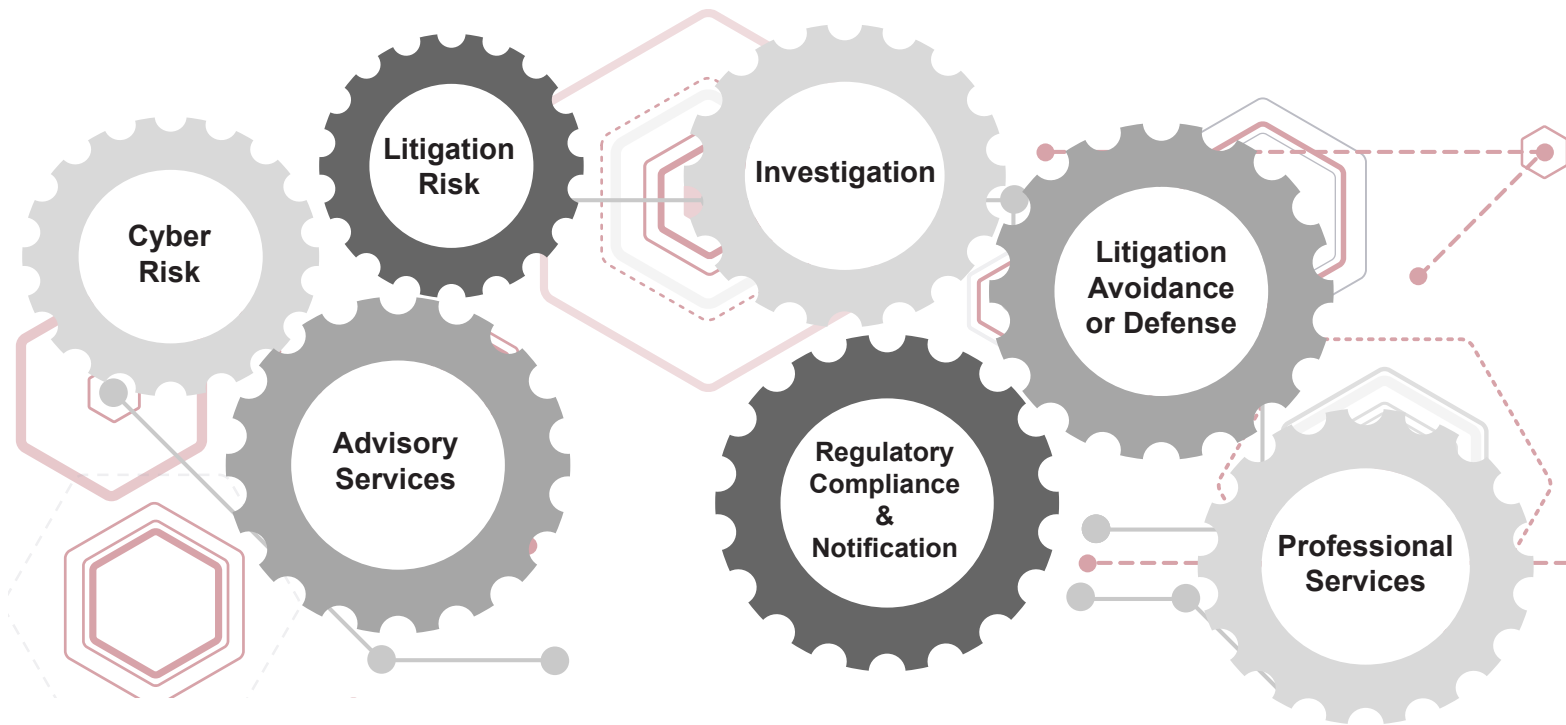 Cyber
Risk
Litigation
Risk
Advisory
Services
Investigation
Regulatory
Compliance
&
Notification
Litigation
Avoidance
or Defense
Professional
Services